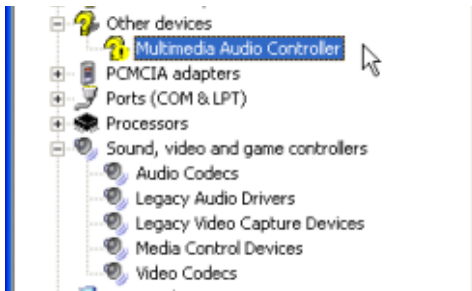 Other devices
Multimedia Audio Controller
PCMCIA adapters
Ports (COM & LPT)
Processors
Sound, video and game controllers
Audio Codecs
Legacy Audio Drivers
Legacy Video Capture Devices
Media Control Devices
Video Codecs